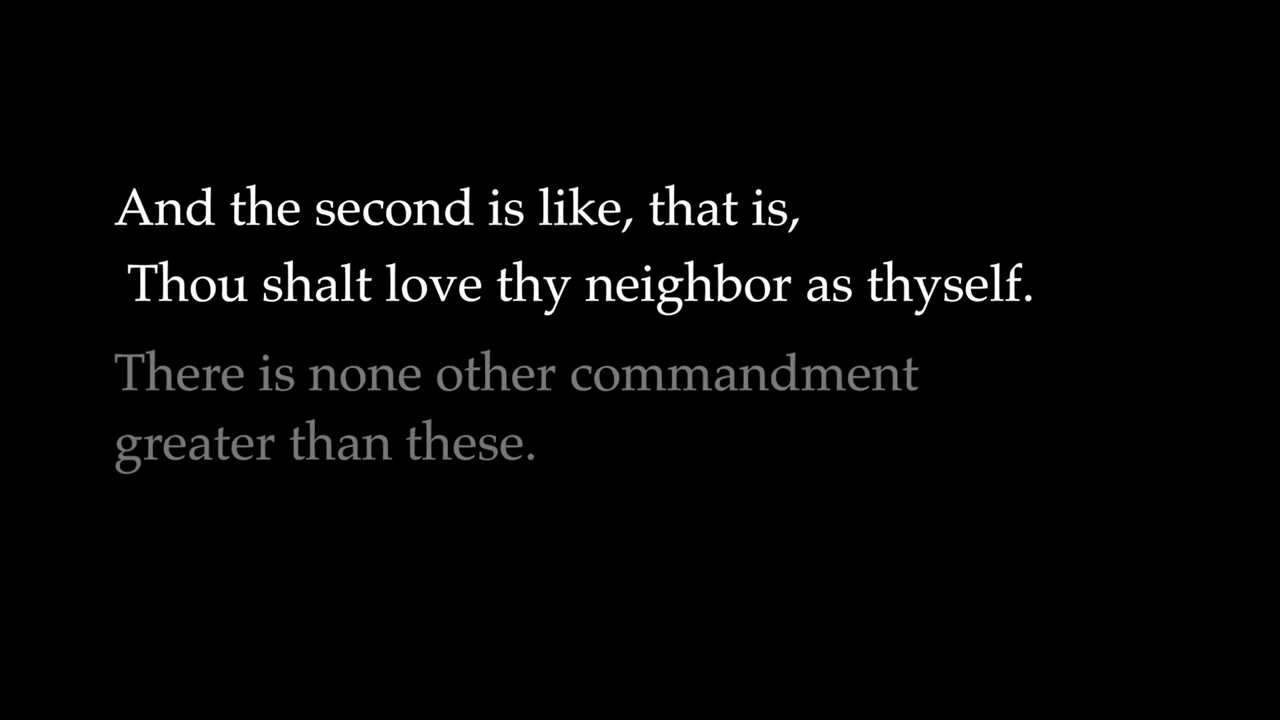 And the second is like, that is,
Thou shalt love thy neighbor as thyself.
There is none other commandment
greater than these.